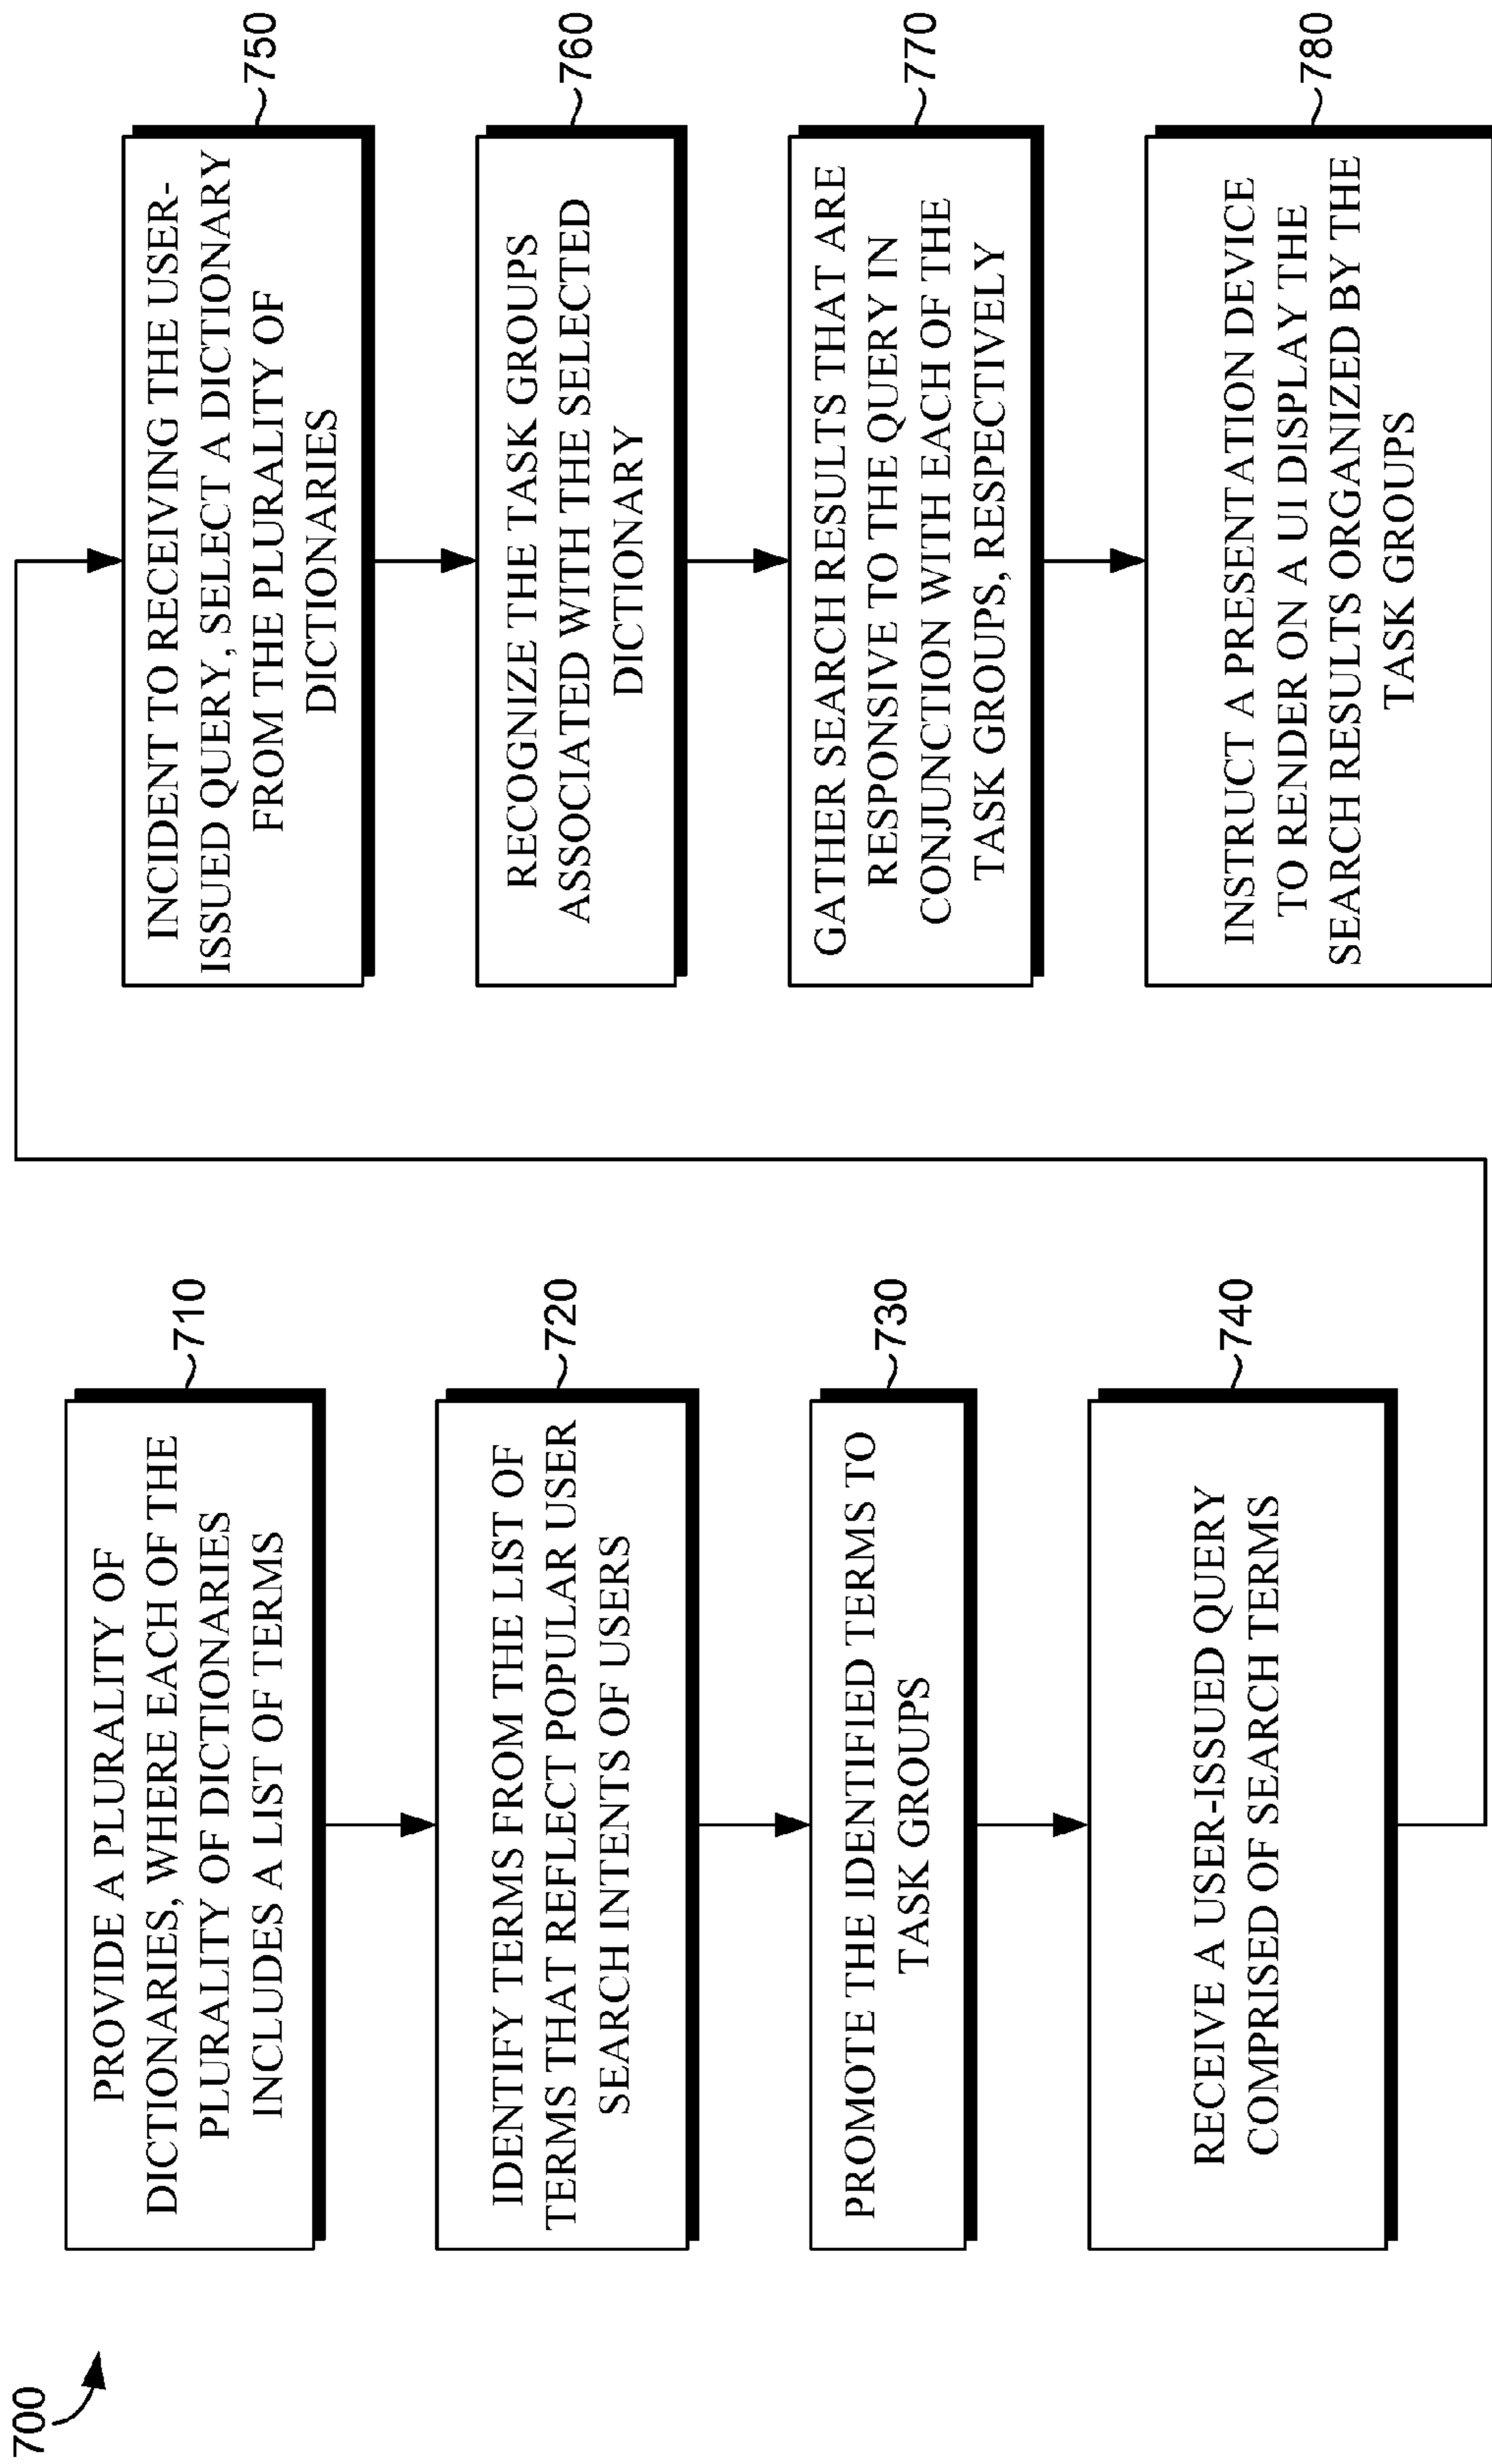 700
PROVIDE A PLURALITY OF
DICTIONARIES, WHERE EACH OF THE
PLURALITY OF DICTIONARIES
INCLUDES A LIST OF TERMS
710
IDENTIFY TERMS FROM THE LIST OF
TERMS THAT REFLECT POPULAR USER
SEARCH INTENTS OF USERS
720
PROMOTE THE IDENTIFIED TERMS TO
TASK GROUPS
730
RECEIVE A USER-ISSUED QUERY
COMPRISED OF SEARCH TERMS
740
INCIDENT TO RECEIVING THE USER-
ISSUED QUERY, SELECT A DICTIONARY
FROM THE PLURALITY OF
DICTIONARIES
750
RECOGNIZE THE TASK GROUPS
ASSOCIATED WITH THE SELECTED
DICTIONARY
760
GATHER SEARCH RESULTS THAT ARE
RESPONSIVE TO THE QUERY IN
CONJUNCTION WITH EACH OF THE
TASK GROUPS, RESPECTIVELY
770
INSTRUCT A PRESENTATION DEVICE
TO RENDER ON A UI DISPLAY THE
SEARCH RESULTS ORGANIZED BY THE
TASK GROUPS
780